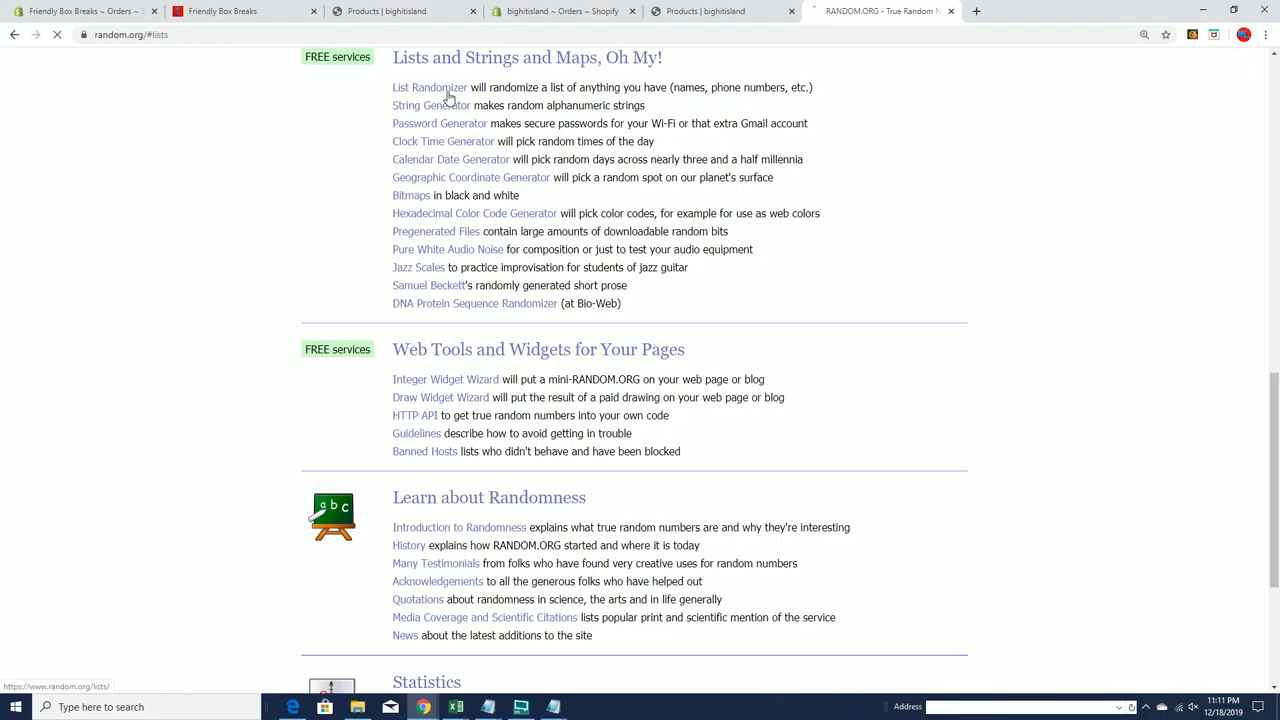 Friendly Box Breaks ~ Orders ~ S
Friendly Box Breaks
Products | bighitisland
bighitisland ~ Orders ~ Shopify
Products | bighitisland
RANDOM.ORG - True Random N
random.org/#lists
FREE services
Lists and Strings and Maps, Oh My!
List Randomizer will randomize a list of anything you have (names, phone numbers, etc.)
String Generator makes random alphanumeric strings
Password Generator makes secure passwords for your Wi-Fi or that extra Gmail account
Clock Time Generator will pick random times of the day
Calendar Date Generator will pick random days across nearly three and a half millennia
Geographic Coordinate Generator will pick a random spot on our planet's surface
Bitmaps in black and white
Hexadecimal Color Code Generator will pick color codes, for example for use as web colors
Pregenerated Files contain large amounts of downloadable random bits
Pure White Audio Noise for composition or just to test your audio equipment
Jazz Scales to practice improvisation for students of jazz guitar
Samuel Beckett's randomly generated short prose
DNA Protein Sequence Randomizer (at Bio-Web)
FREE services
Web Tools and Widgets for Your Pages
Integer Widget Wizard will put a mini-RANDOM.ORG on your web page or blog
Draw Widget Wizard will put the result of a paid drawing on your web page or blog
HTTP API to get true random numbers into your own code
Guidelines describe how to avoid getting in trouble
Banned Hosts lists who didn't behave and have been blocked
abc
Learn about Randomness
Introduction to Randomness explains what true random numbers are and why they're interesting
History explains how RANDOM.ORG started and where it is today
Many Testimonials from folks who have found very creative uses for random numbers
Acknowledgements to all the generous folks who have helped out
Quotations about randomness in science, the arts and in life generally
Media Coverage and Scientific Citations lists popular print and scientific mention of the service
News about the latest additions to the site
Statistics
https://www.random.org/lists/
Type here to search
Address
11:11 PM
12/18/2019